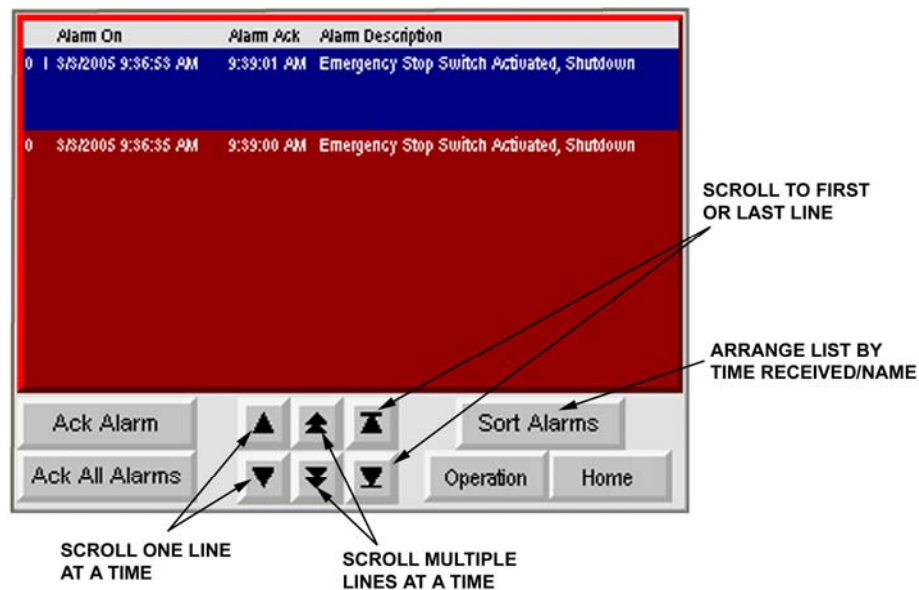 Alarm On Alarm Ack Alarm Description
0 I 3/3/2005 9:36:53 AM 9:39:01 AM Emergency Stop Switch Activated, Shutdown
0 3/3/2005 9:36:35 AM 9:39:00 AM Emergency Stop Switch Activated, Shutdown
SCROLL TO FIRST
OR LAST LINE
ARRANGE LIST BY
TIME RECEIVED/NAME
Ack Alarm
Sort Alarms
Ack All Alarms
Operation
Home
SCROLL ONE LINE
AT A TIME
SCROLL MULTIPLE
LINES AT A TIME